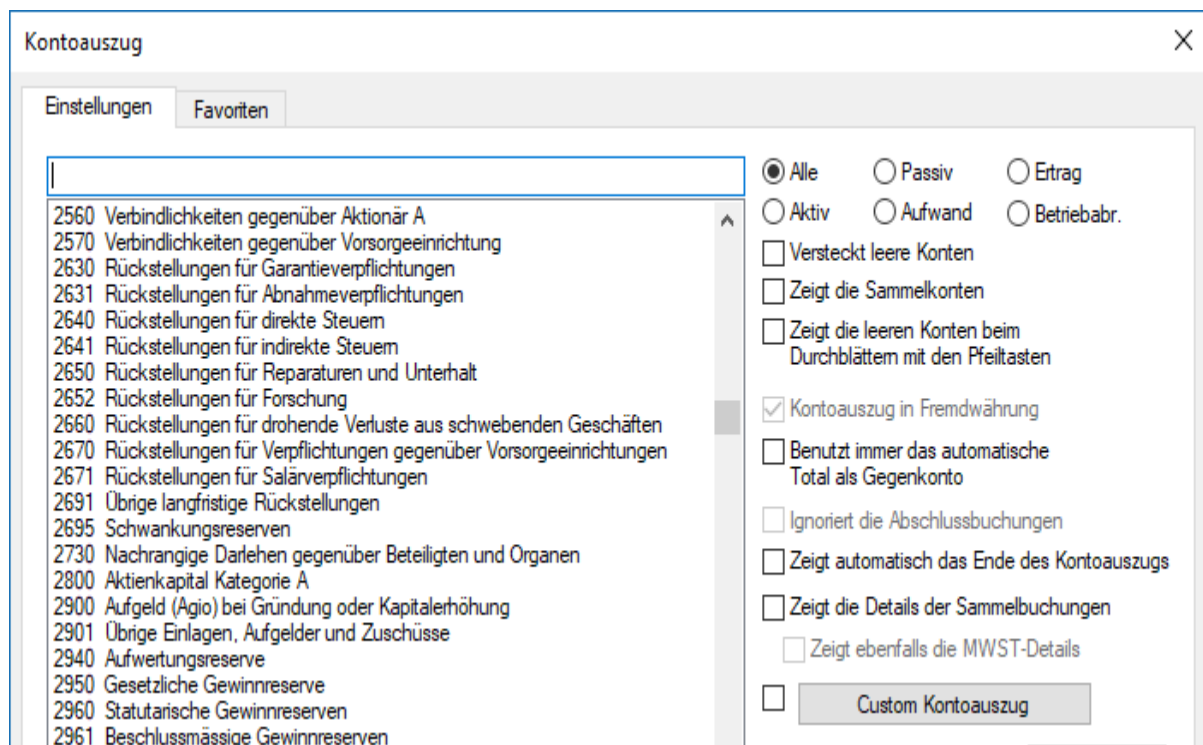 Kontoauszug
Einstellungen
Favoriten
2560 Verbindlichkeiten gegenüber Aktionär A
2570 Verbindlichkeiten gegenüber Vorsorgeeinrichtung
2630 Rückstellungen für Garantieverpflichtungen
2631 Rückstellungen für Abnahmeverpflichtungen
2640 Rückstellungen für direkte Steuern
2641 Rückstellungen für indirekte Steuern
2650 Rückstellungen für Reparaturen und Unterhalt
2652 Rückstellungen für Forschung
2660 Rückstellungen für drohende Verluste aus schwebenden Geschäften
2670 Rückstellungen für Verpflichtungen gegenüber Vorsorgeeinrichtungen
2671 Rückstellungen für Salärverpflichtungen
2691 Übrige langfristige Rückstellungen
2695 Schwankungsreserven
2730 Nachrangige Darlehen gegenüber Beteiligten und Organen
2800 Aktienkapital Kategorie A
2900 Aufgeld (Agio) bei Gründung oder Kapitalerhöhung
2901 Übrige Einlagen, Aufgelder und Zuschüsse
2940 Aufwertungsreserve
2950 Gesetzliche Gewinnreserve
2960 Statutarische Gewinnreserven
2961 Beschlussmässige Gewinnreserven
Alle Passiv Ertrag
Aktiv Aufwand Betriebabr.
Versteckt leere Konten
Zeigt die Sammelkonten
Zeigt die leeren Konten beim
Durchblättern mit den Pfeiltasten
Kontoauszug in Fremdwährung
Benutzt immer das automatische
Total als Gegenkonto
Ignoriert die Abschlussbuchungen
Zeigt automatisch das Ende des Kontoauszugs
Zeigt die Details der Sammelbuchungen
Zeigt ebenfalls die MWST-Details
Custom Kontoauszug